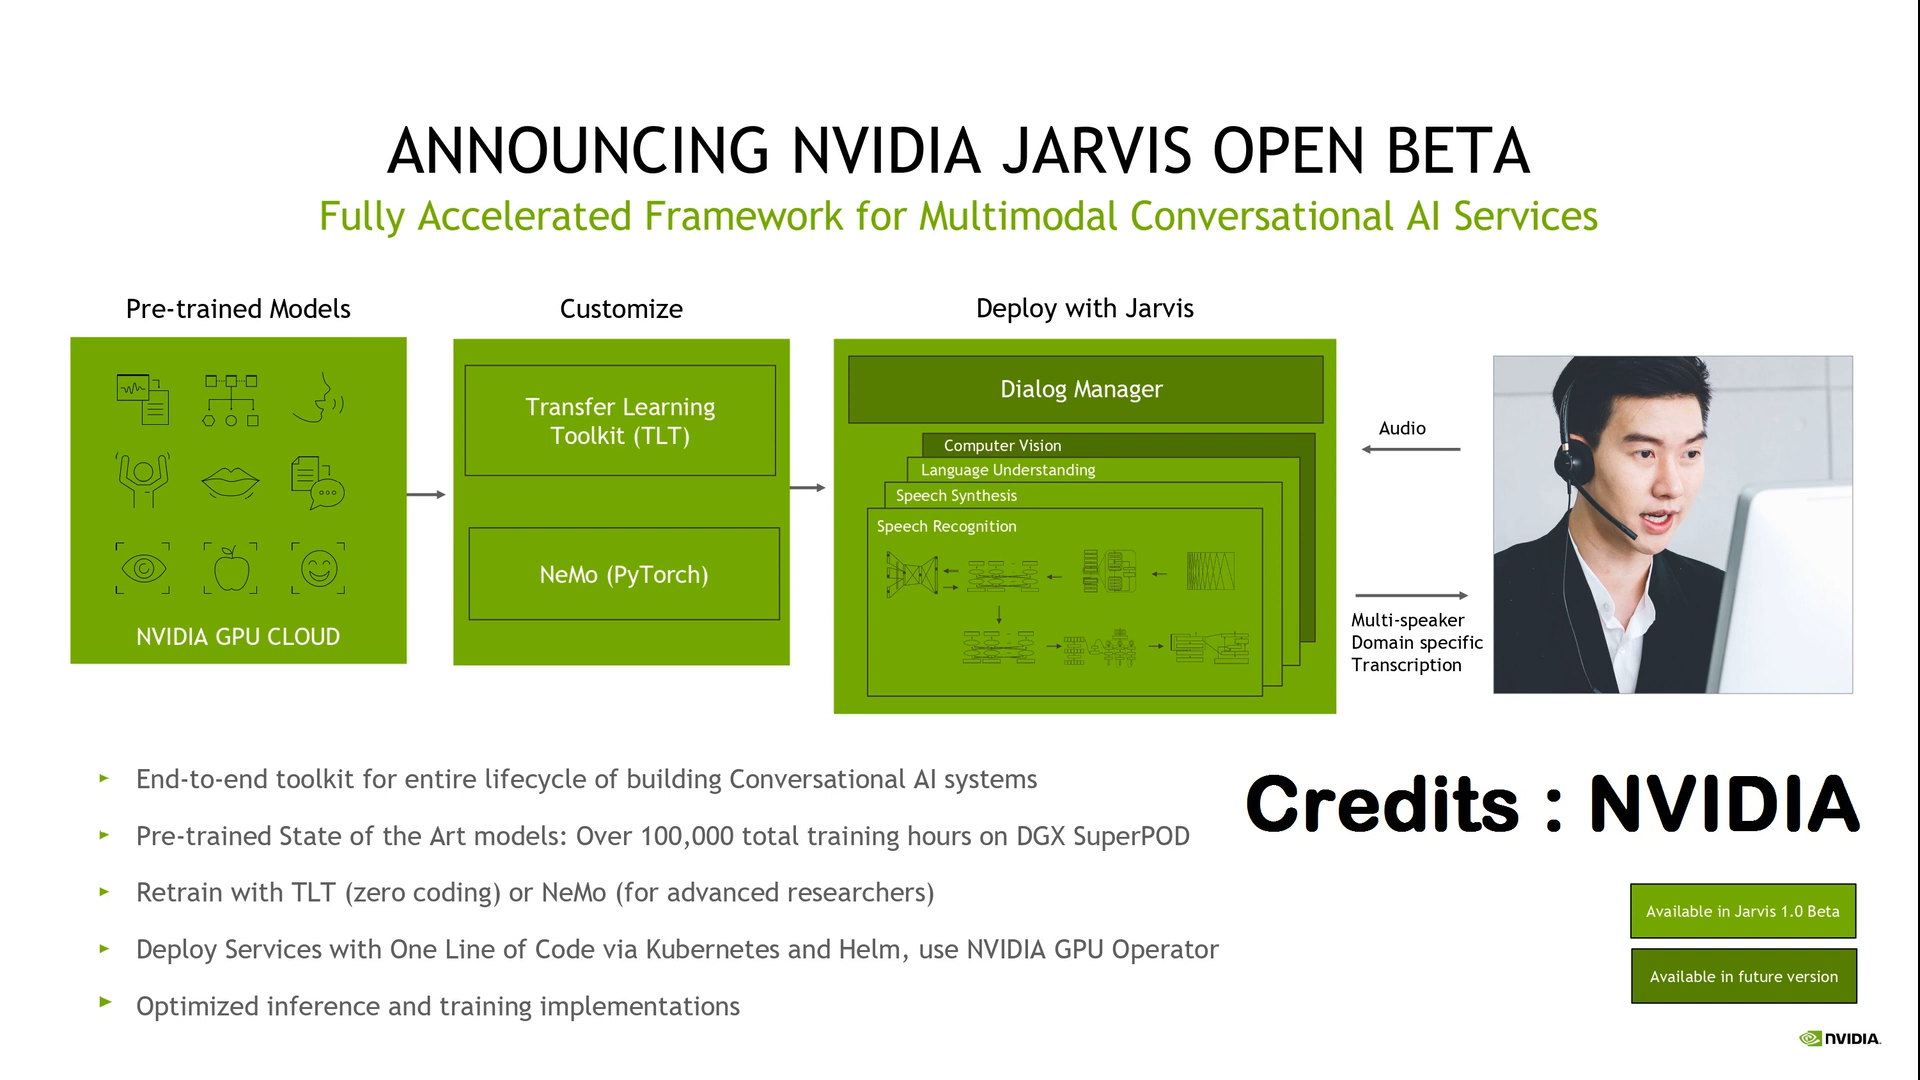 ANNOUNCING NVIDIA JARVIS OPEN BETA
Fully Accelerated Framework for Multimodal Conversational AI Services
Pre-trained Models
NVIDIA GPU CLOUD
Customize
Transfer Learning
Toolkit (TLT)
NeMo (PyTorch)
Deploy with Jarvis
Dialog Manager
Computer Vision
Language Understanding
Speech Synthesis
Speech Recognition
Audio
Multi-speaker
Domain specific
Transcription
End-to-end toolkit for entire lifecycle of building Conversational AI systems
Pre-trained State of the Art models: Over 100,000 total training hours on DGX SuperPOD
Retrain with TLT (zero coding) or NeMo (for advanced researchers)
Deploy Services with One Line of Code via Kubernetes and Helm, use NVIDIA GPU Operator
Optimized inference and training implementations
Credits : NVIDIA
Available in Jarvis 1.0 Beta
Available in future version
NVIDIA.